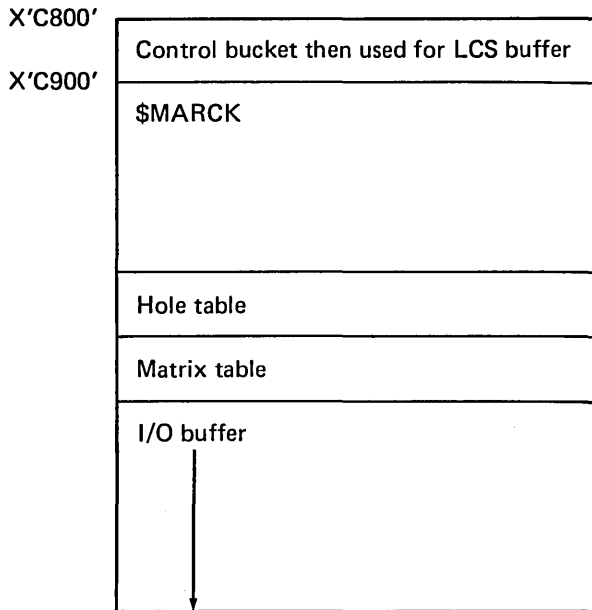 X'C800'
Control bucket then used for LCS buffer
X'C900'
$MARCK
Hole table
Matrix table
I/O buffer